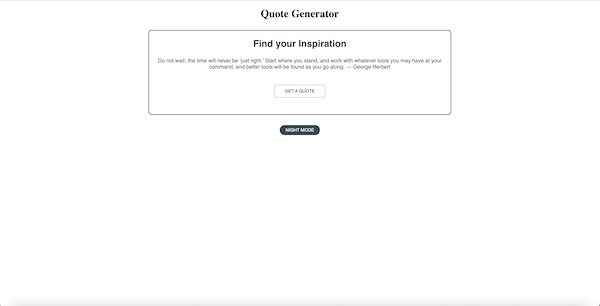 Quote Generator
Find your Inspiration
Do not wait; the time will never be 'just right.' Start where you stand, and work with whatever tools you may have at your
command, and better tools will be found as you go along. — George Herbert
GET A QUOTE
NIGHT MODE